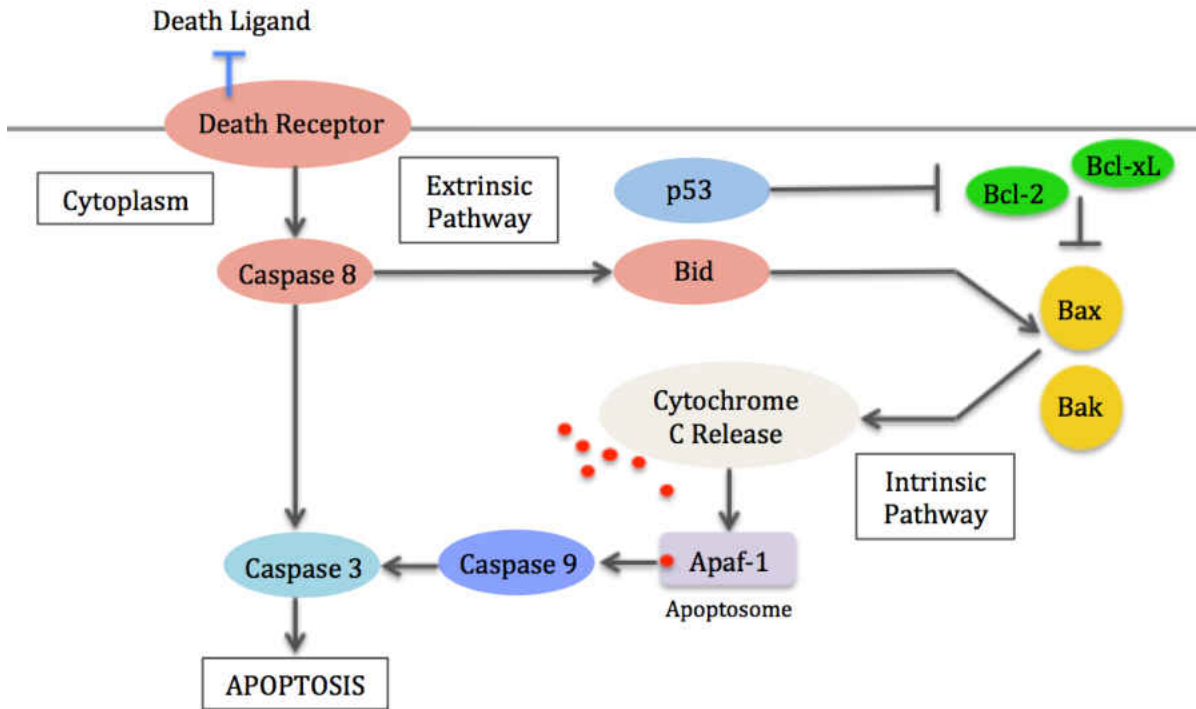 Death Ligand
Death Receptor
Cytoplasm
Extrinsic
Pathway
p53
Bcl-2
Bcl-xL
Caspase 8
Bid
Bax
Bak
Cytochrome
C Release
Intrinsic
Pathway
Caspase 3
Caspase 9
Apaf-1
Apoptosome
APOPTOSIS